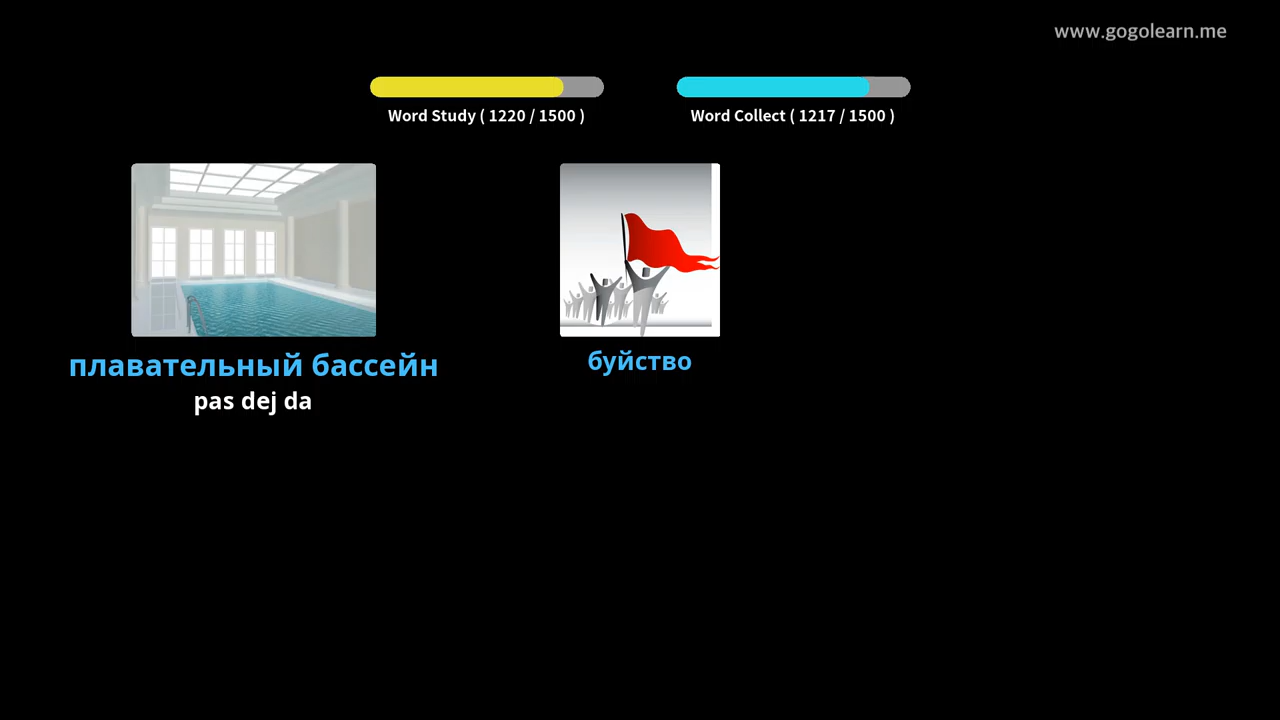 www.gogolearn.me
Word Study ( 1220 / 1500 )
Word Collect ( 1217 / 1500 )
плавательный бассейн
pas dej da
буйство